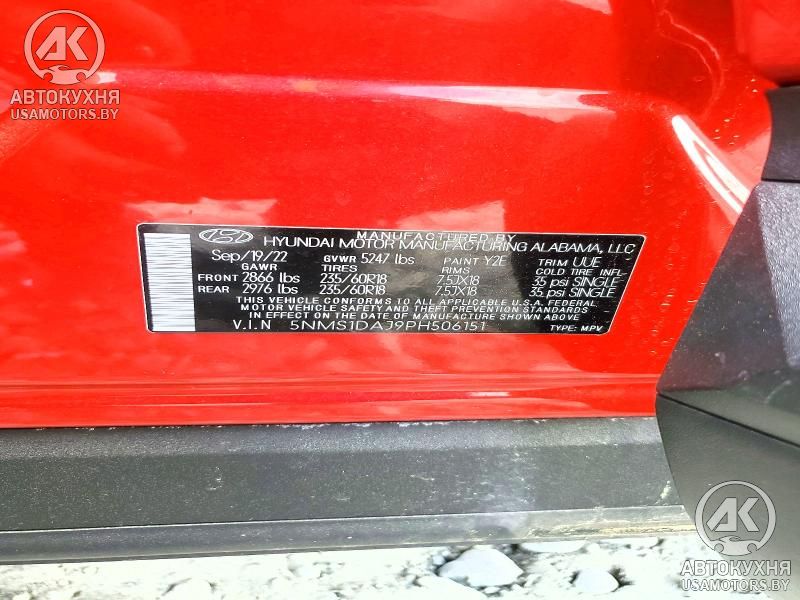 AK
АВТОКУХНЯ
USAMOTORS.BY
MANUFACTURED BY
HYUNDAI MOTOR MANUFACTURING ALABAMA, LLC
Sep/19/22 GVWR 5247 lbs PAINT Y2E TRIM UUE
GAWR TIRES RIMS COLD TIRE INFL.
FRONT 2866 lbs 235/60R18 7.5JX18 35 psi SINGLE
REAR 2976 lbs 235/60R18 7.5JX18 35 psi SINGLE
THIS VEHICLE CONFORMS TO ALL APPLICABLE U.S.A. FEDERAL
MOTOR VEHICLE SAFETY AND THEFT PREVENTION STANDARDS
IN EFFECT ON THE DATE OF MANUFACTURE SHOWN ABOVE.
V.I.N 5NMS1DAJ9PH506151 TYPE: MPV
AK
АВТОКУХНЯ
USAMOTORS.BY